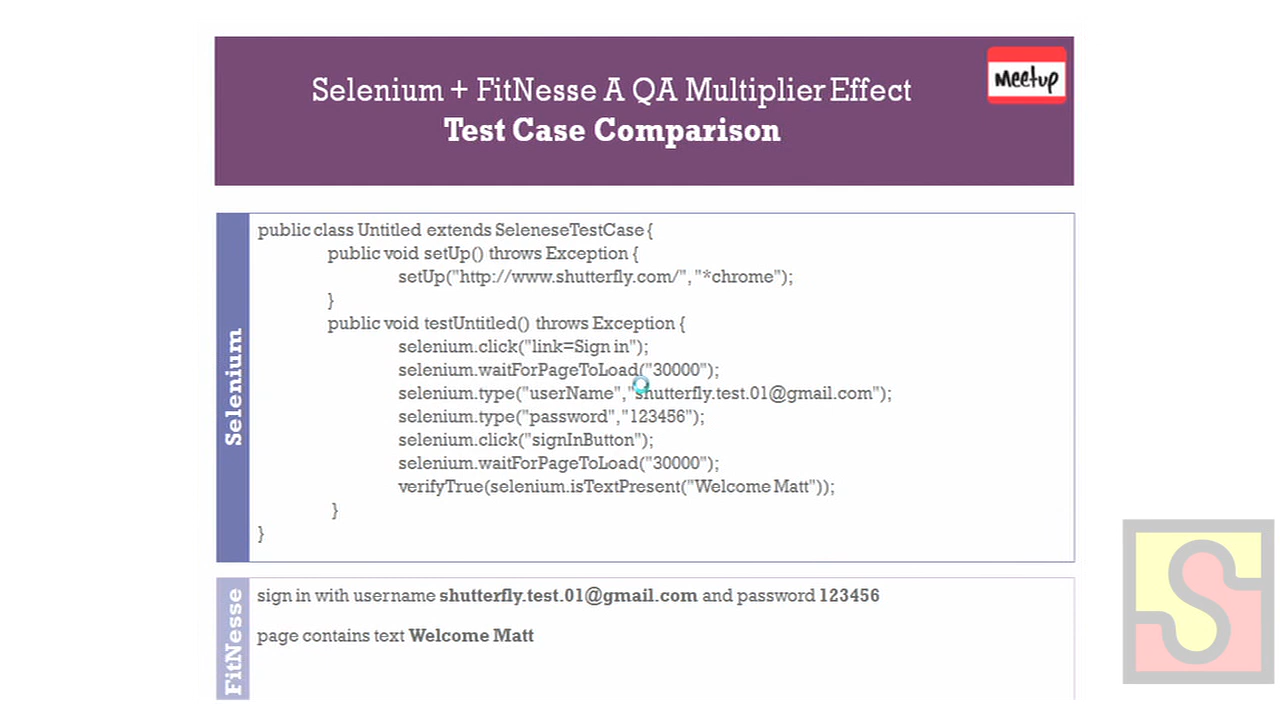 Selenium + FitNesse A QA Multiplier Effect
Test Case Comparison
Meetup
Selenium
public class Untitled extends SeleneseTestCase {
public void setUp() throws Exception {
setUp("http://www.shutterfly.com/", "*chrome");
}
public void testUntitled() throws Exception {
selenium.click("link=Sign in");
selenium.waitForPageToLoad("30000");
selenium.type("userName","shutterfly.test.01@gmail.com");
selenium.type("password","123456");
selenium.click("signInButton");
selenium.waitForPageToLoad("30000");
verifyTrue(selenium.isTextPresent("Welcome Matt"));
}
}
FitNesse
sign in with username shutterfly.test.01@gmail.com and password 123456
page contains text Welcome Matt
S